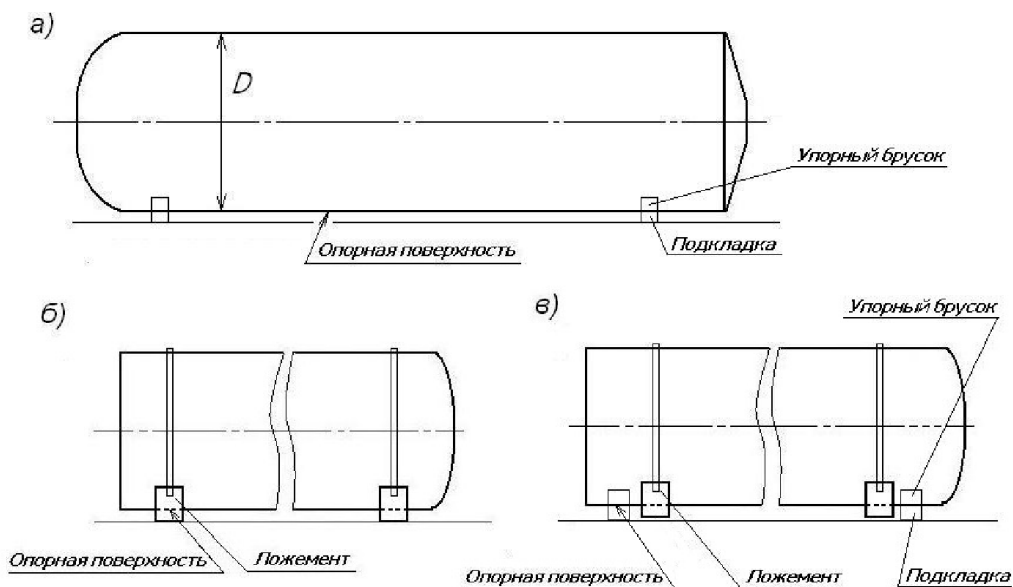 а)
D
Упорный брусок
Опорная поверхность
Подкладка
б)
Опорная поверхность
Ложемент
в)
Упорный брусок
Опорная поверхность
Ложемент
Подкладка